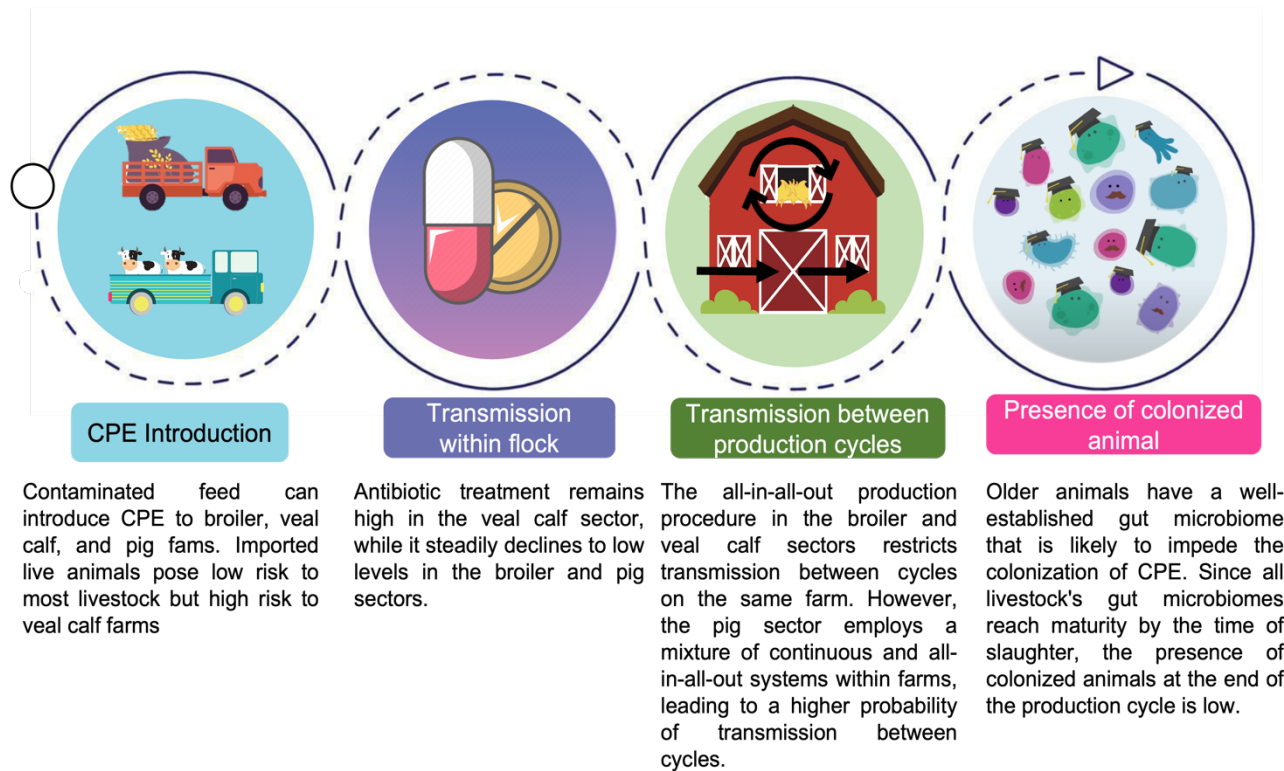 CPE Introduction
Transmission
within flock
Transmission between
production cycles
Presence of colonized
animal
Contaminated feed can
introduce CPE to broiler, veal
calf, and pig fams. Imported
live animals pose low risk to
most livestock but high risk to
veal calf farms
Antibiotic treatment remains
high in the veal calf sector,
while it steadily declines to low
levels in the broiler and pig
sectors.
The all-in-all-out production
procedure in the broiler and
veal calf sectors restricts
transmission between cycles
on the same farm. However,
the pig sector employs a
mixture of continuous and all-
in-all-out systems within farms,
leading to a higher probability
of transmission between
cycles.
Older animals have a well-
established gut microbiome
that is likely to impede the
colonization of CPE. Since all
livestock's gut microbiomes
reach maturity by the time of
slaughter, the presence of
colonized animals at the end of
the production cycle is low.